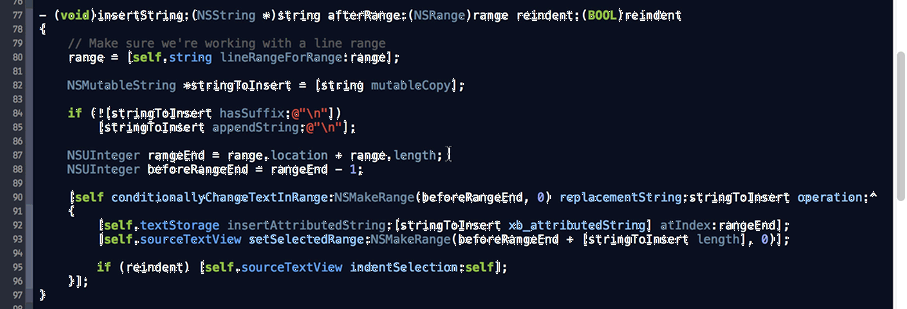 76
77 - (void)insertString:(NSString *)string afterRange:(NSRange)range reindent:(BOOL)reindent
78 {
79 // Make sure we're working with a line range
80 range = [self.string lineRangeForRange:range];
81
82 NSMutableString *stringToInsert = [string mutableCopy];
83
84 if (![stringToInsert hasSuffix:@"\n"])
85 [stringToInsert appendString:@"\n"];
86
87 NSUInteger rangeEnd = range.location + range.length;
88 NSUInteger beforeRangeEnd = rangeEnd - 1;
89
90 [self conditionallyChangeTextInRange:NSMakeRange(beforeRangeEnd, 0) replacementString:stringToInsert operation:^
91 {
92 [self.textStorage insertAttributedString:[stringToInsert xb_attributedString] atIndex:rangeEnd];
93 [self.sourceTextView setSelectedRange:NSMakeRange(beforeRangeEnd + [stringToInsert length], 0)];
94
95 if (reindent) [self.sourceTextView indentSelection:self];
96 }];
97 }
98